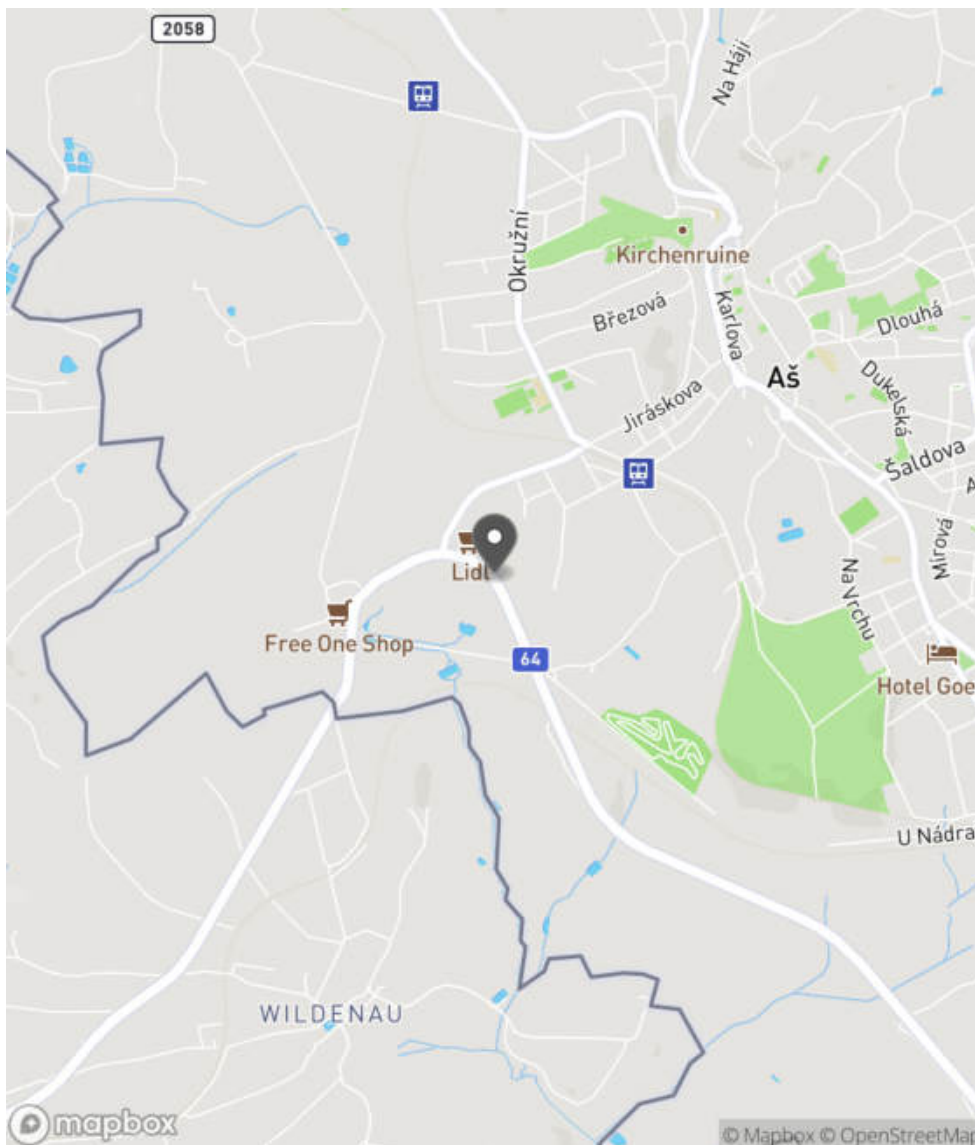 2058
Na Háji
Okružní
Kirchenruine
Březová
Karlova
Dlouhá
Aš
Dukelská
Jiráskova
Šaldova
A
Mírová
Lidl
Na Vrchu
Free One Shop
64
Hotel Goe
U Nádra
WILDENAU
mapbox
© Mapbox © OpenStreetMap